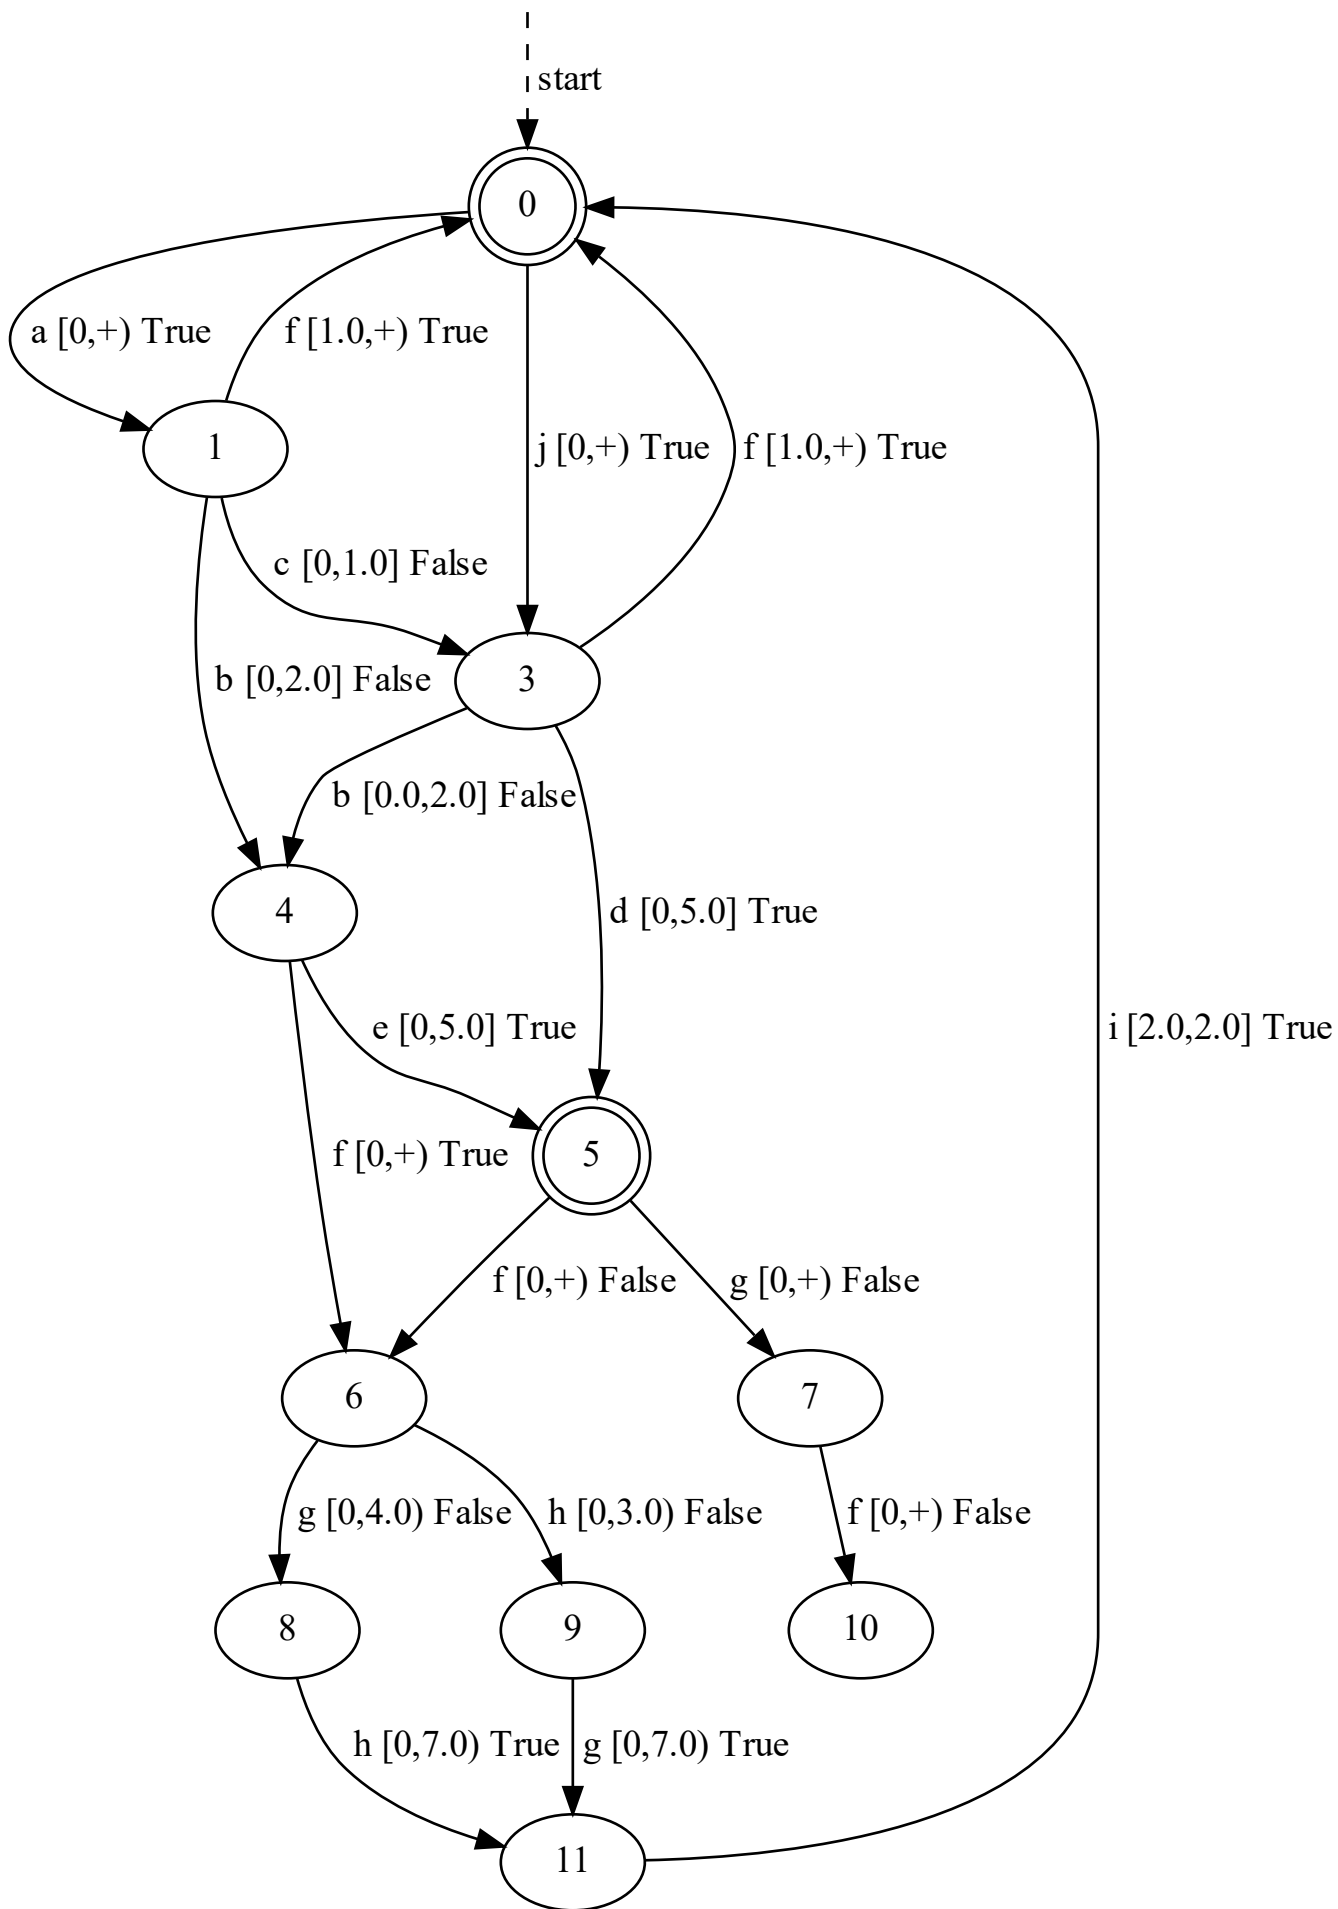 start
0
a [0,+) True
f [1.0,+) True
1
j [0,+) True
f [1.0,+) True
c [0,1.0] False
b [0,2.0] False
3
b [0.0,2.0] False
4
d [0,5.0] True
e [0,5.0] True
i [2.0,2.0] True
f [0,+) True
5
f [0,+) False
g [0,+) False
6
7
g [0,4.0) False
h [0,3.0) False
f [0,+) False
8
9
10
h [0,7.0) True
g [0,7.0) True
11